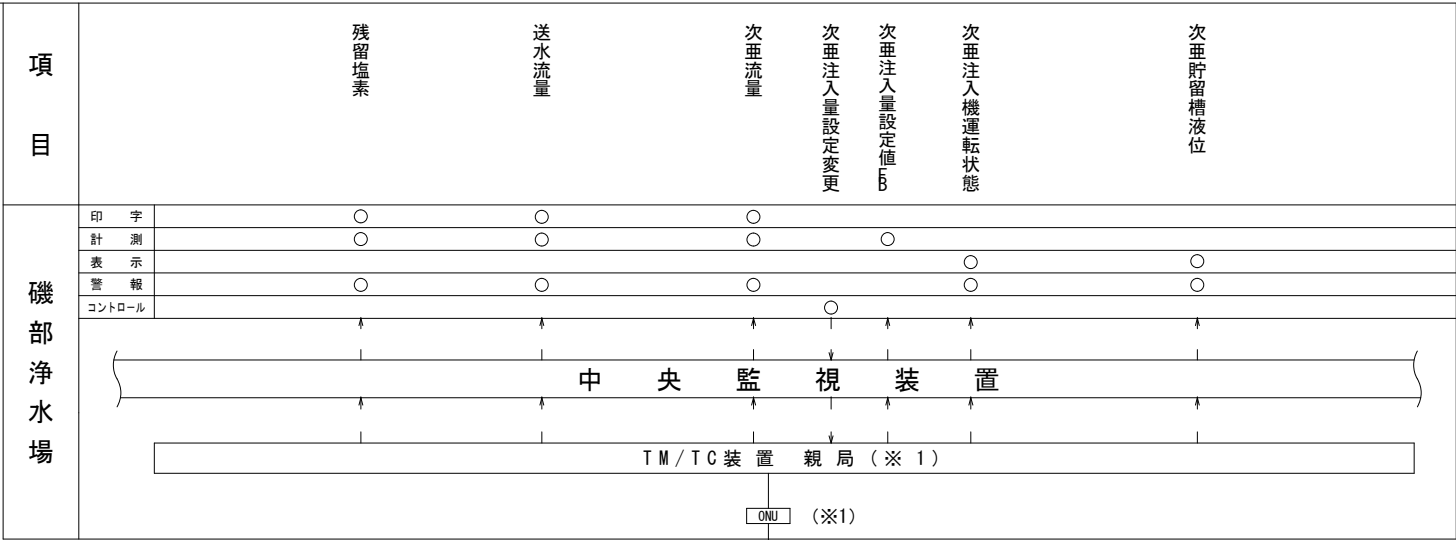 項目
残留塩素
送水流量
次亜流量
次亜注入量設定変更
次亜注入量設定値FB
次亜注入機運転状態
次亜貯留槽液位
磯部浄水場
印字
計測
表示
警報
コントロール
中央監視装置
TM/TC装置 親局(※1)
ONU (※1)